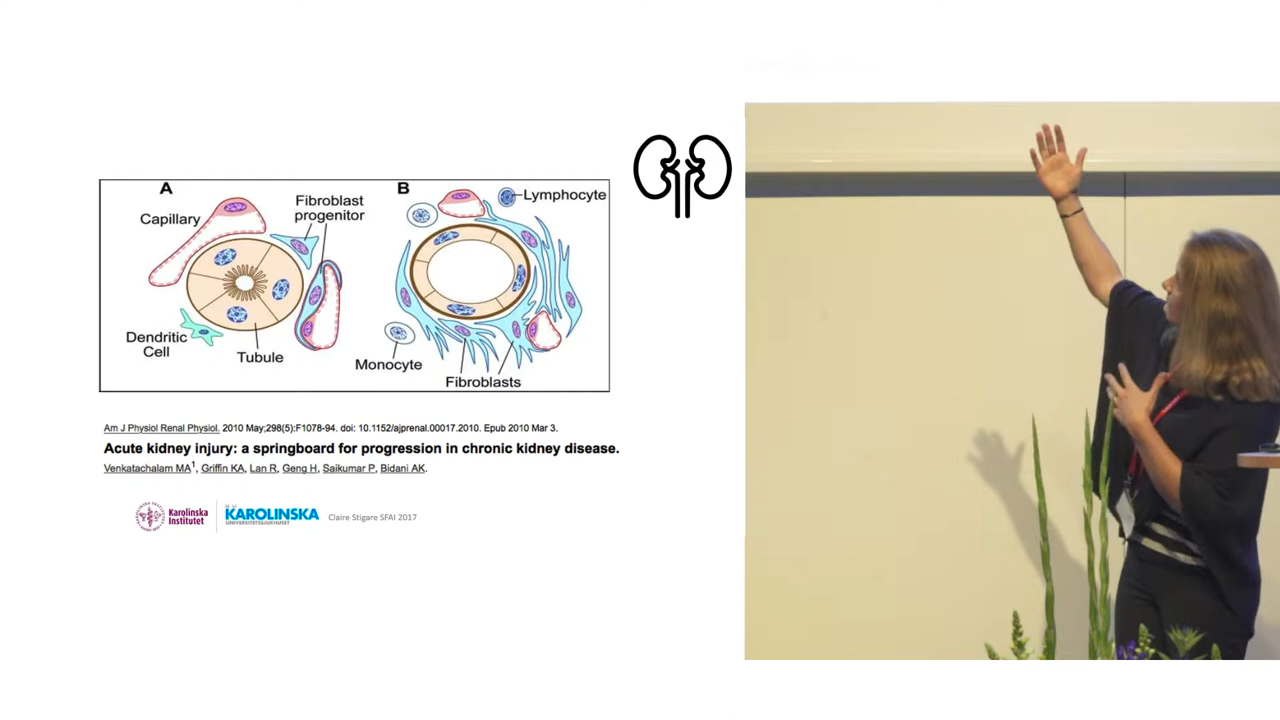 A
B
Capillary
Fibroblast
progenitor
Lymphocyte
Dendritic
Cell
Tubule
Monocyte
Fibroblasts
Am J Physiol Renal Physiol. 2010 May;298(5):F1078-94. doi: 10.1152/ajprenal.00017.2010. Epub 2010 Mar 3.
Acute kidney injury: a springboard for progression in chronic kidney disease.
Venkatachalam MA1, Griffin KA, Lan R, Geng H, Saikumar P, Bidani AK.
Karolinska
Institutet
KAROLINSKA
UNIVERSITETSSJUKHUSET
Claire Stigare SFAI 2017